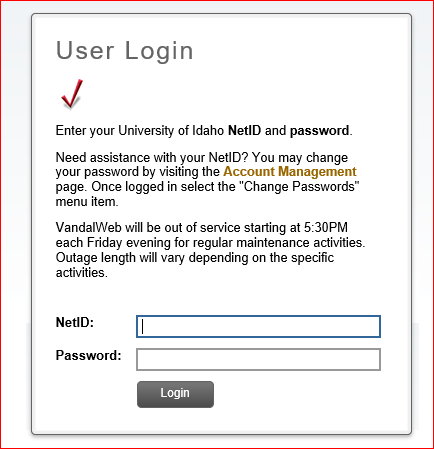 User Login
Enter your University of Idaho NetID and password.
Need assistance with your NetID? You may change
your password by visiting the Account Management
page. Once logged in select the "Change Passwords"
menu item.
VandalWeb will be out of service starting at 5:30PM
each Friday evening for regular maintenance activities.
Outage length will vary depending on the specific
activities.
NetID:
Password:
Login